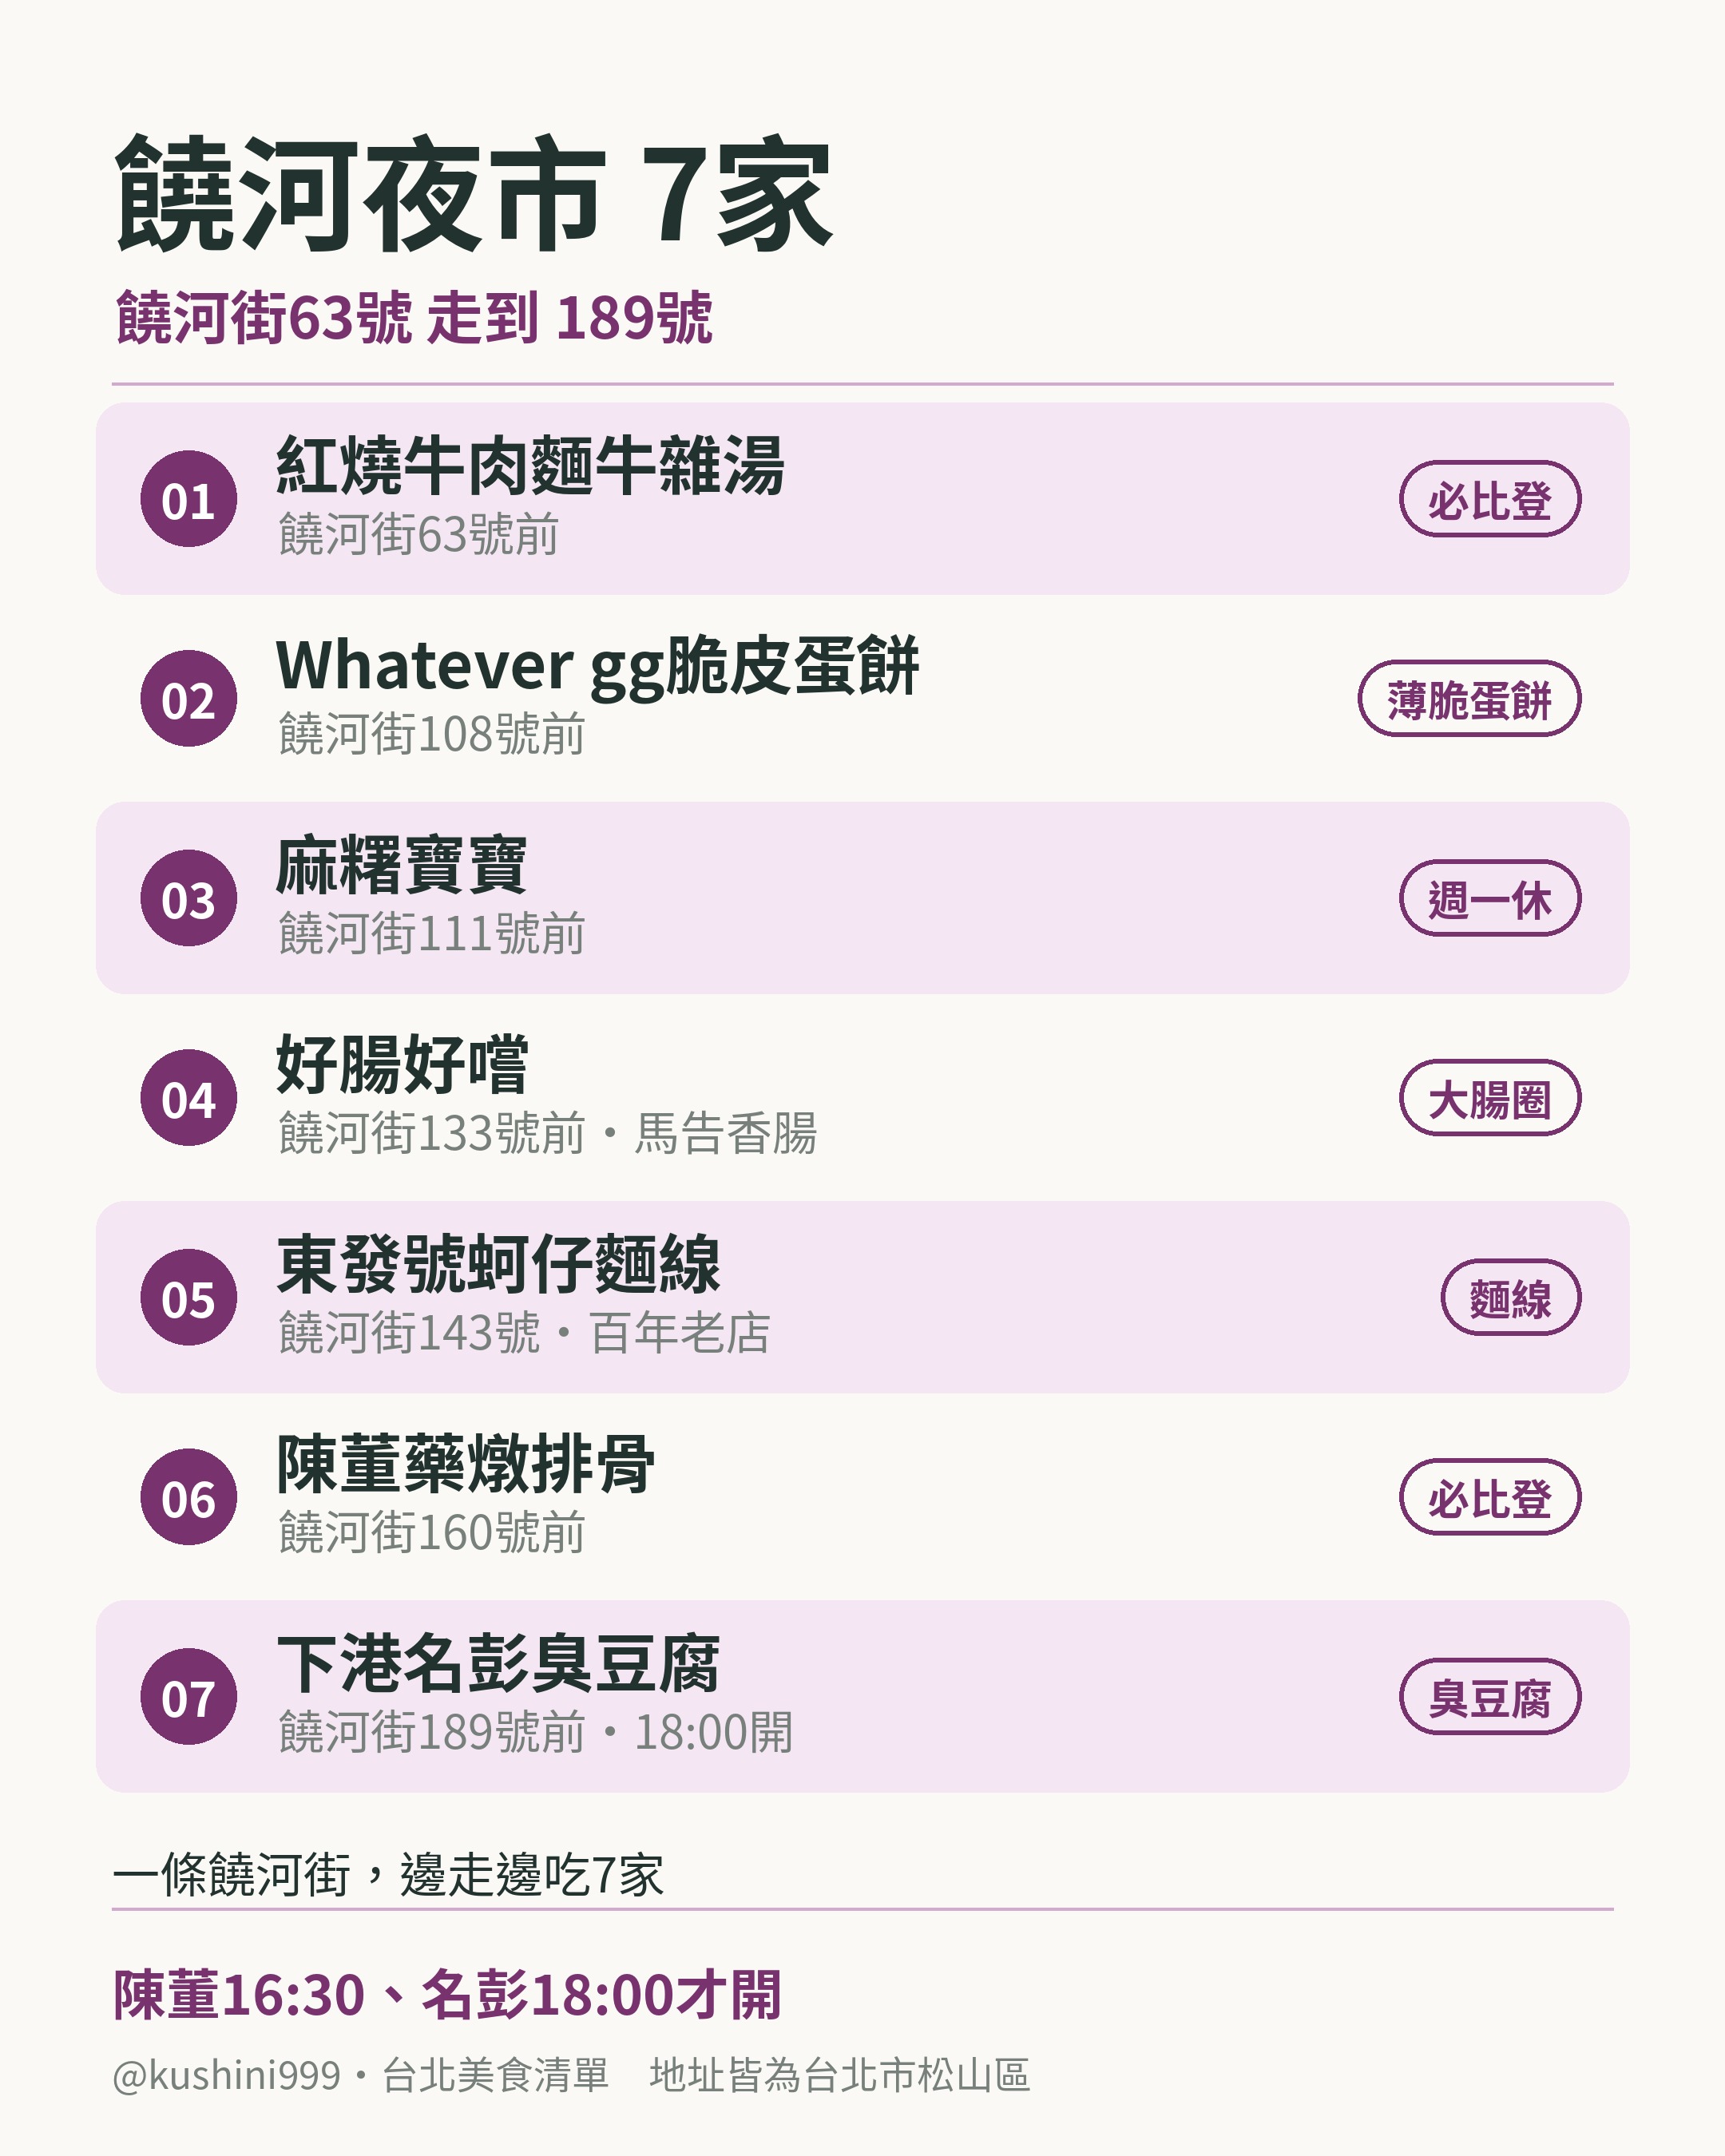 饒河夜市 7家
饒河街63號 走到 189號
01
紅燒牛肉麵牛雜湯
饒河街63號前
必比登
02
Whatever gg脆皮蛋餅
饒河街108號前
薄脆蛋餅
03
麻糬寶寶
饒河街111號前
週一休
04
好腸好嚐
饒河街133號前・馬告香腸
大腸圈
05
東發號蚵仔麵線
饒河街143號・百年老店
麵線
06
陳董藥燉排骨
饒河街160號前
必比登
07
下港名彭臭豆腐
饒河街189號前・18:00開
臭豆腐
一條饒河街，邊走邊吃7家
陳董16:30、名彭18:00才開
@kushini999・台北美食清單　地址皆為台北市松山區